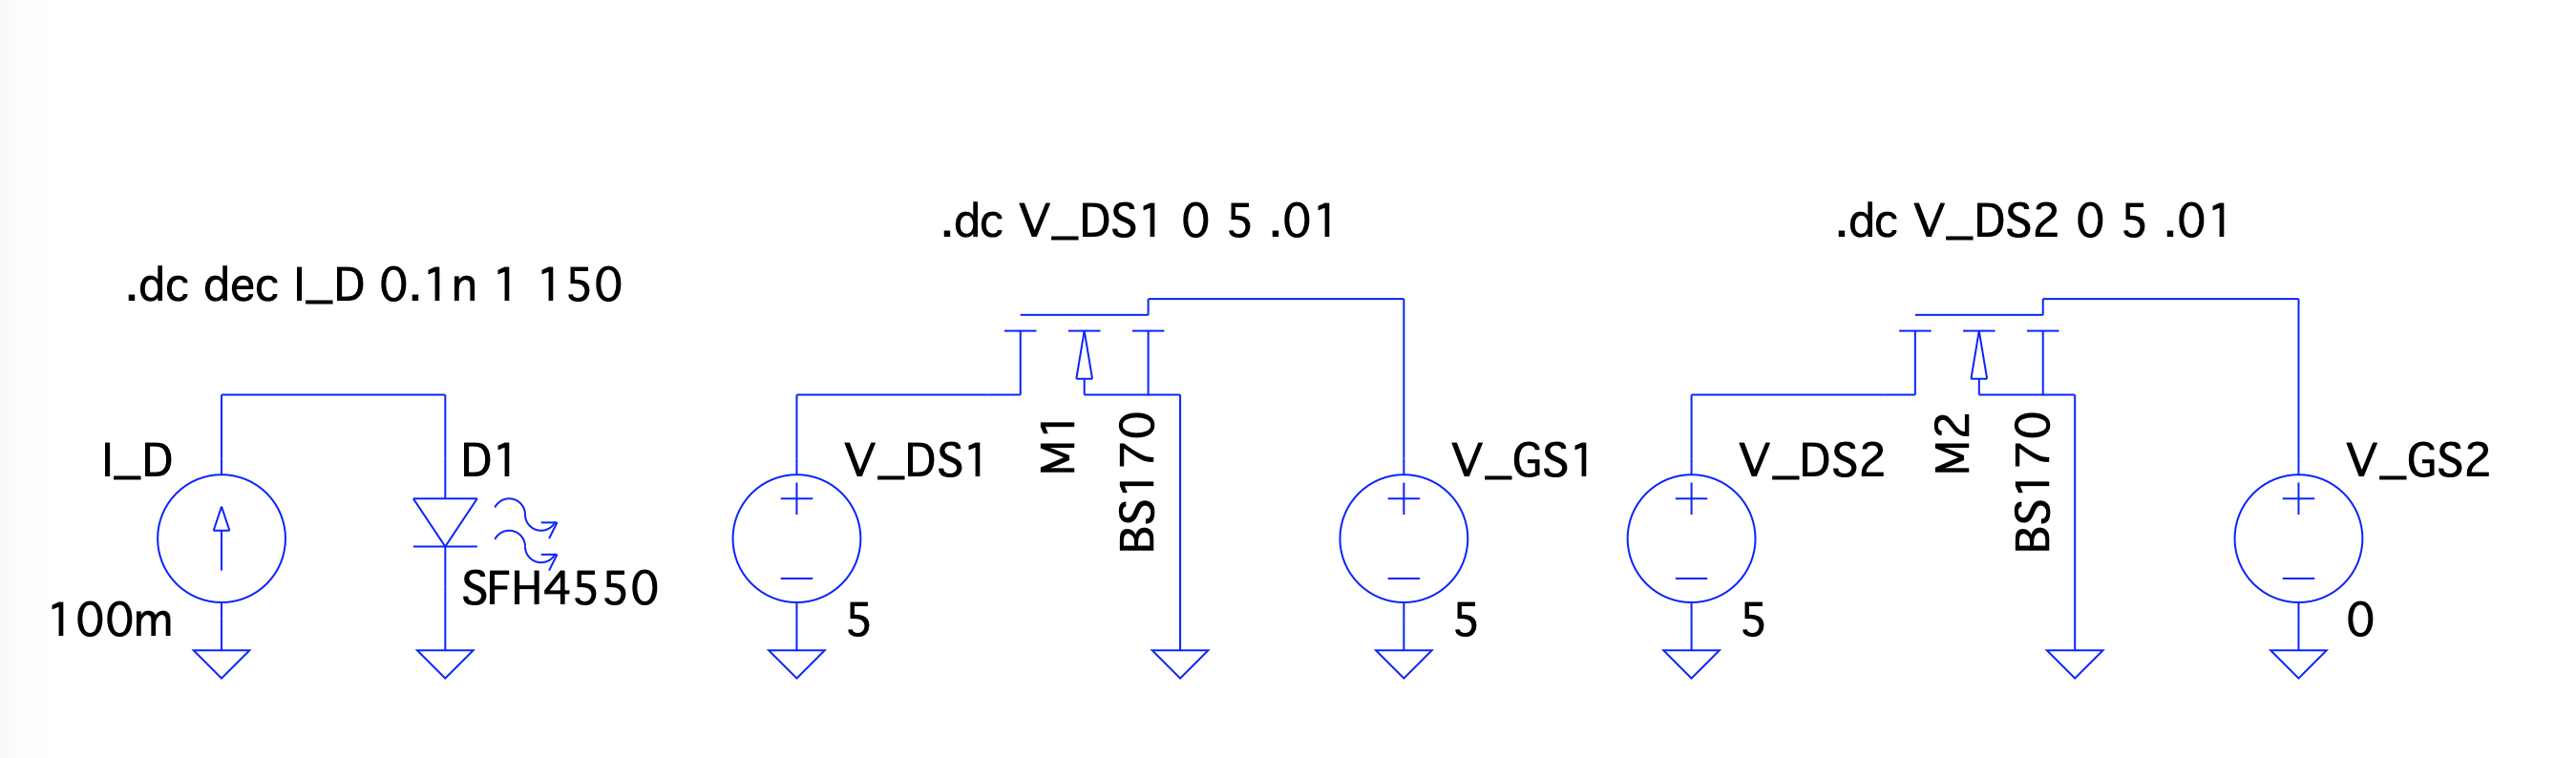 .dc V_DS1 0 5 .01
.dc V_DS2 0 5 .01
.dc dec I_D 0.1n 1 150
I_D
100m
D1
SFH4550
V_DS1
5
M1
BS170
V_GS1
5
V_DS2
5
M2
BS170
V_GS2
0